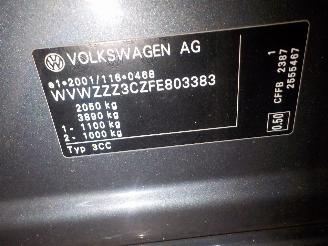 VOLKSWAGEN AG
e1*2001/116*0468
WVWZZZ3CZFE803383
2050 kg
3890 kg
1- 1100 kg
2- 1000 kg
Typ 3CC
1
CFFB 2387
2555467
0.50